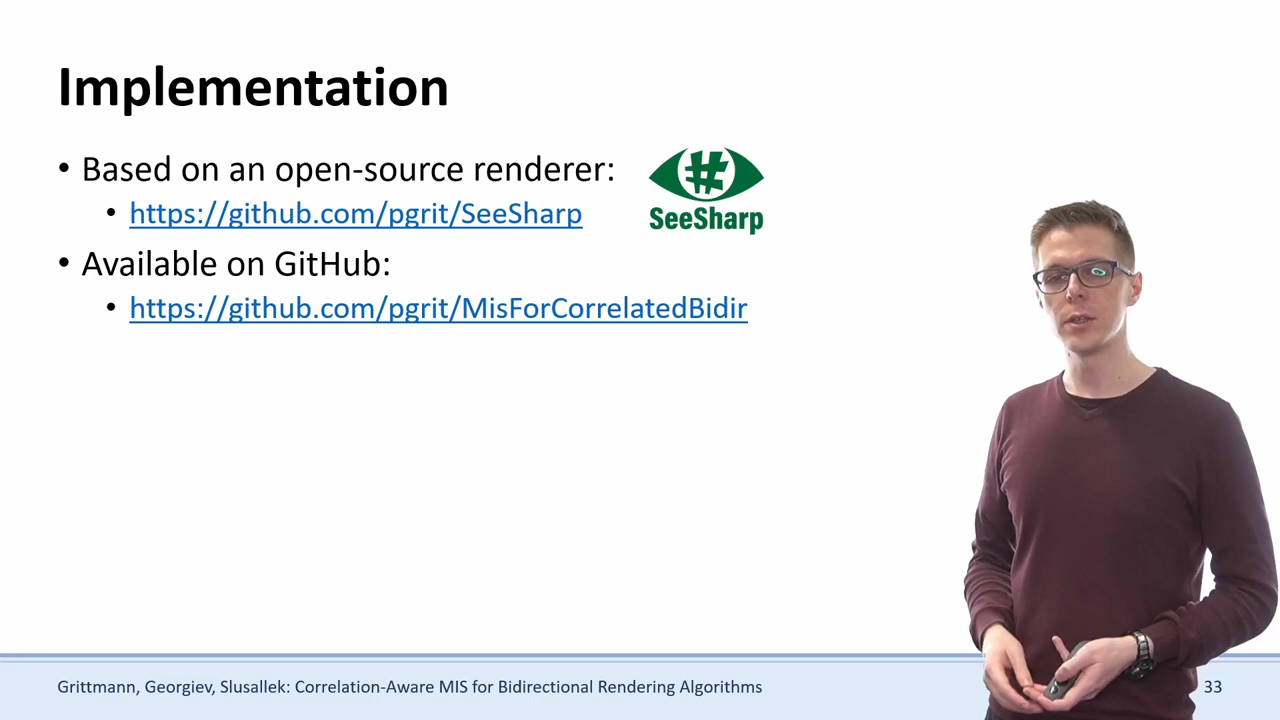 Implementation
• Based on an open-source renderer:
• https://github.com/pgrit/SeeSharp
#
SeeSharp
• Available on GitHub:
• https://github.com/pgrit/MisForCorrelatedBidir
Grittmann, Georgiev, Slusallek: Correlation-Aware MIS for Bidirectional Rendering Algorithms
33